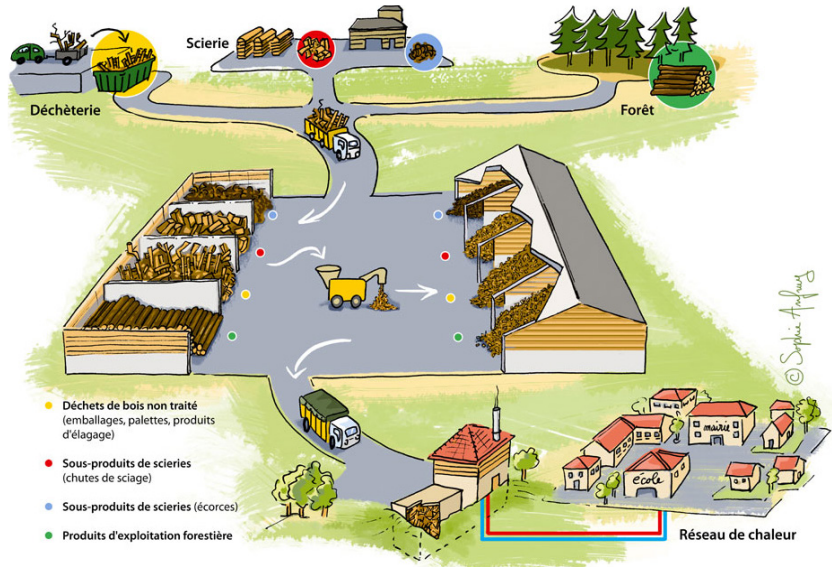 Scierie
Déchèterie
Forêt
© Sophie Anfray
Déchets de bois non traité
(emballages, palettes, produits
d'élagage)
Sous-produits de scieries
(chutes de sciage)
Sous-produits de scieries (écorces)
Produits d'exploitation forestière
mairie
école
Réseau de chaleur